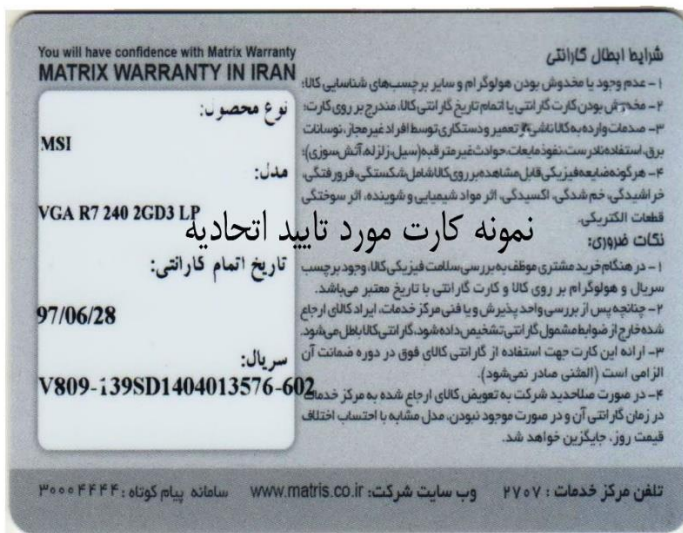 You will have confidence with Matrix Warranty
MATRIX WARRANTY IN IRAN
نوع محصول:
MSI
مدل:
VGA R7 240 2GD3 LP
تاریخ اتمام گارانتی:
97/06/28
سریال:
V809-139SD1404013576-602
نمونه کارت مورد تایید اتحادیه
شرایط ابطال گارانتی
۱- عدم وجود یا مخدوش بودن هولوگرام و سایر برچسب‌های شناسایی کالا؛
۲- مخدوش بودن کارت گارانتی یا اتمام تاریخ گارانتی کالا، مندرج بر روی کارت؛
۳- صدمات وارده به کالا ناشی از تعمیر و دستکاری توسط افراد غیر مجاز، نوسانات
برق، استفاده نادرست، نفوذ مایعات، حوادث غیر مترقبه (سیل، زلزله، آتش سوزی)؛
۴- هرگونه ضایعه فیزیکی قابل مشاهده بر روی کالا شامل شکستگی، فرورفتگی،
خراشیدگی، خم شدگی، اکسیدگی، اثر مواد شیمیایی و شوینده، اثر سوختگی
قطعات الکتریکی.
نکات ضروری:
۱- در هنگام خرید مشتری موظف به بررسی سلامت فیزیکی کالا، وجود برچسب
سریال و هولوگرام بر روی کالا و کارت گارانتی با تاریخ معتبر می‌باشد.
۲- چنانچه پس از بررسی واحد پذیرش و یا فنی مرکز خدمات، ایراد کالای ارجاع
شده خارج از ضوابط مشمول گارانتی تشخیص داده شود، گارانتی کالا باطل می‌شود.
۳- ارائه این کارت جهت استفاده از گارانتی کالای فوق در دوره ضمانت آن
الزامی است (المثنی صادر نمی‌شود).
۴- در صورت صلاحدید شرکت به تعویض کالای ارجاع شده به مرکز خدمات
در زمان گارانتی آن و در صورت موجود نبودن، مدل مشابه با احتساب اختلاف
قیمت روز، جایگزین خواهد شد.
تلفن مرکز خدمات : ۲۷۰۷ وب سایت شرکت: www.matris.co.ir سامانه پیام کوتاه : ۳۰۰۰۴۴۴۴